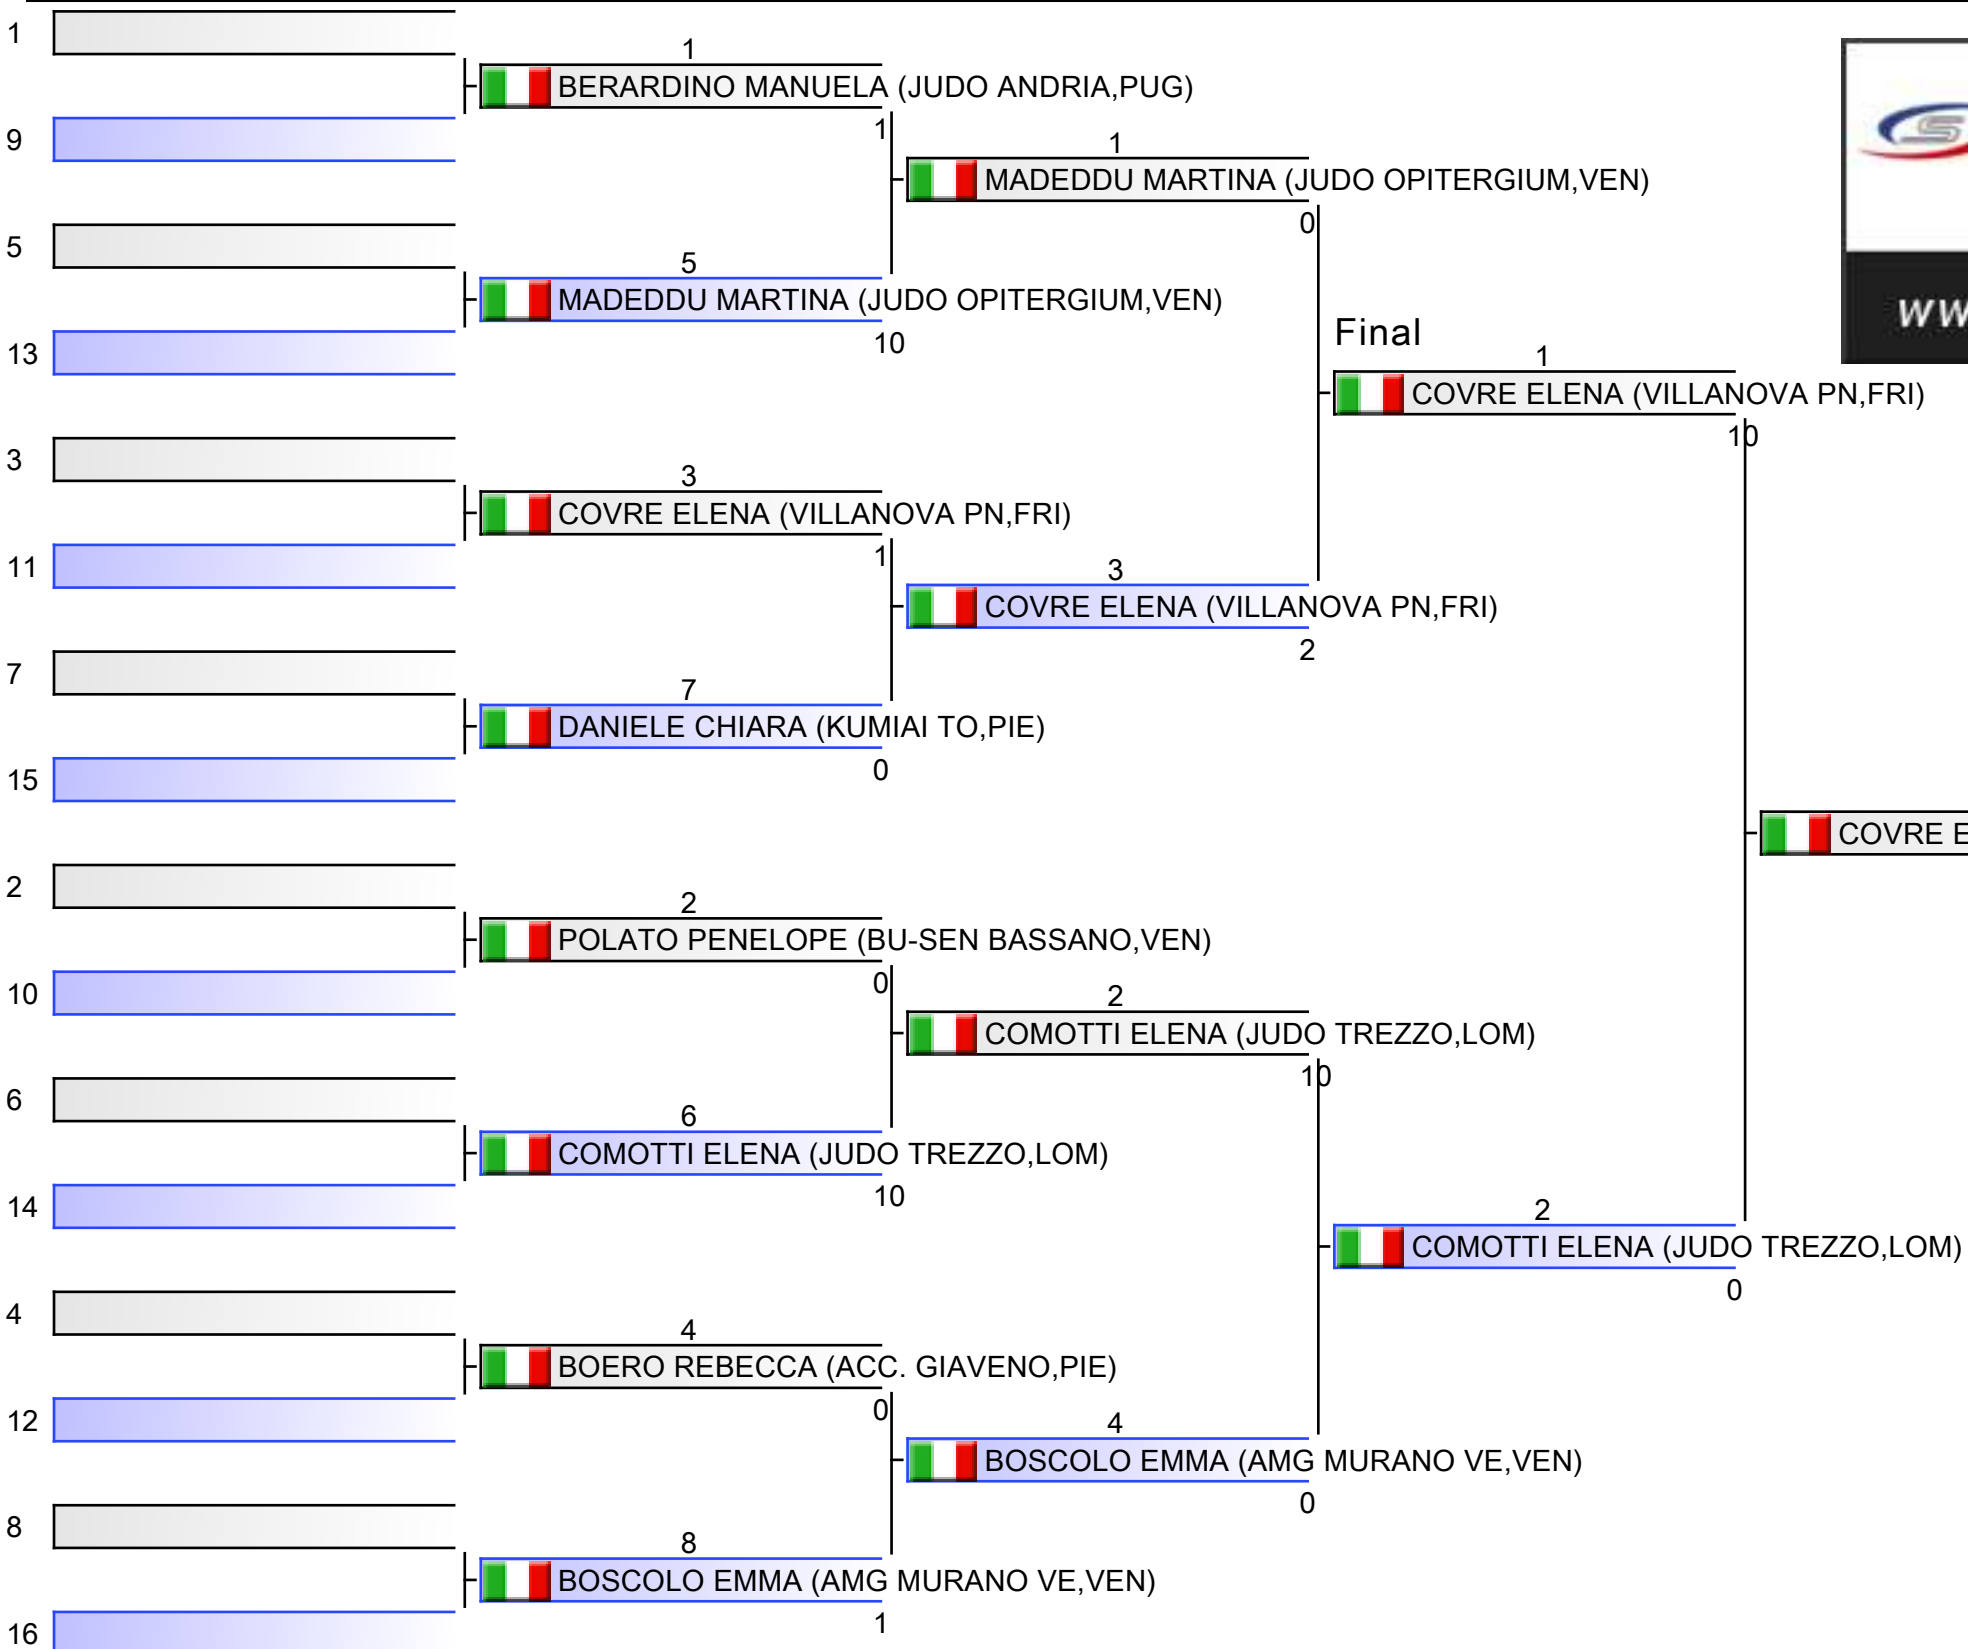 1
1
BERARDINO MANUELA (JUDO ANDRIA,PUG)
1
9
1
MADEDDU MARTINA (JUDO OPITERGIUM,VEN)
0
5
5
MADEDDU MARTINA (JUDO OPITERGIUM,VEN)
10
13
Final
1
COVRE ELENA (VILLANOVA PN,FRI)
10
3
3
COVRE ELENA (VILLANOVA PN,FRI)
1
11
3
COVRE ELENA (VILLANOVA PN,FRI)
2
7
7
DANIELE CHIARA (KUMIAI TO,PIE)
0
15
COVRE E
2
2
POLATO PENELOPE (BU-SEN BASSANO,VEN)
0
10
2
COMOTTI ELENA (JUDO TREZZO,LOM)
10
6
6
COMOTTI ELENA (JUDO TREZZO,LOM)
10
14
2
COMOTTI ELENA (JUDO TREZZO,LOM)
0
4
4
BOERO REBECCA (ACC. GIAVENO,PIE)
0
12
4
BOSCOLO EMMA (AMG MURANO VE,VEN)
0
8
8
BOSCOLO EMMA (AMG MURANO VE,VEN)
1
16
S
ww